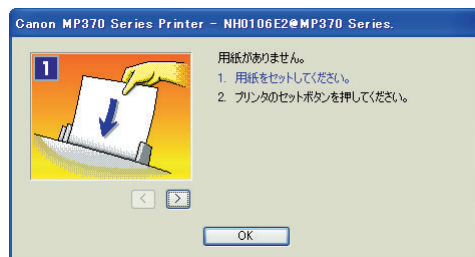 Canon MP370 Series Printer - NH0106E2@MP370 Series.
1
用紙がありません。
1. 用紙をセットしてください。
2. プリンタのセットボタンを押してください。
< >
OK